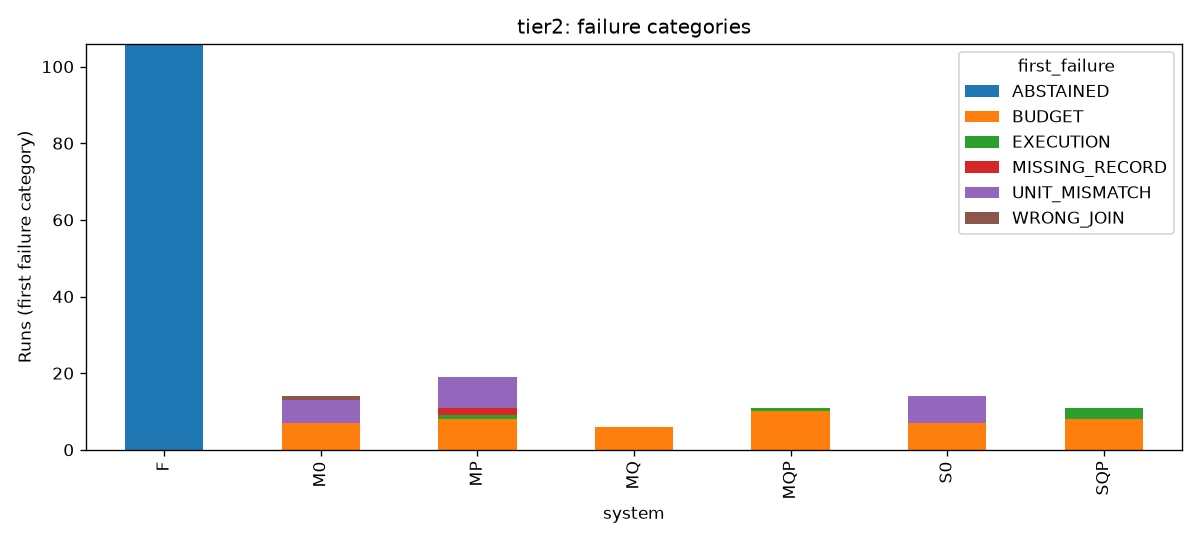 tier2: failure categories
Runs (first failure category)
100
80
60
40
20
0
first_failure
ABSTAINED
BUDGET
EXECUTION
MISSING_RECORD
UNIT_MISMATCH
WRONG_JOIN
F
M0
MP
MQ
MQP
S0
SQP
system